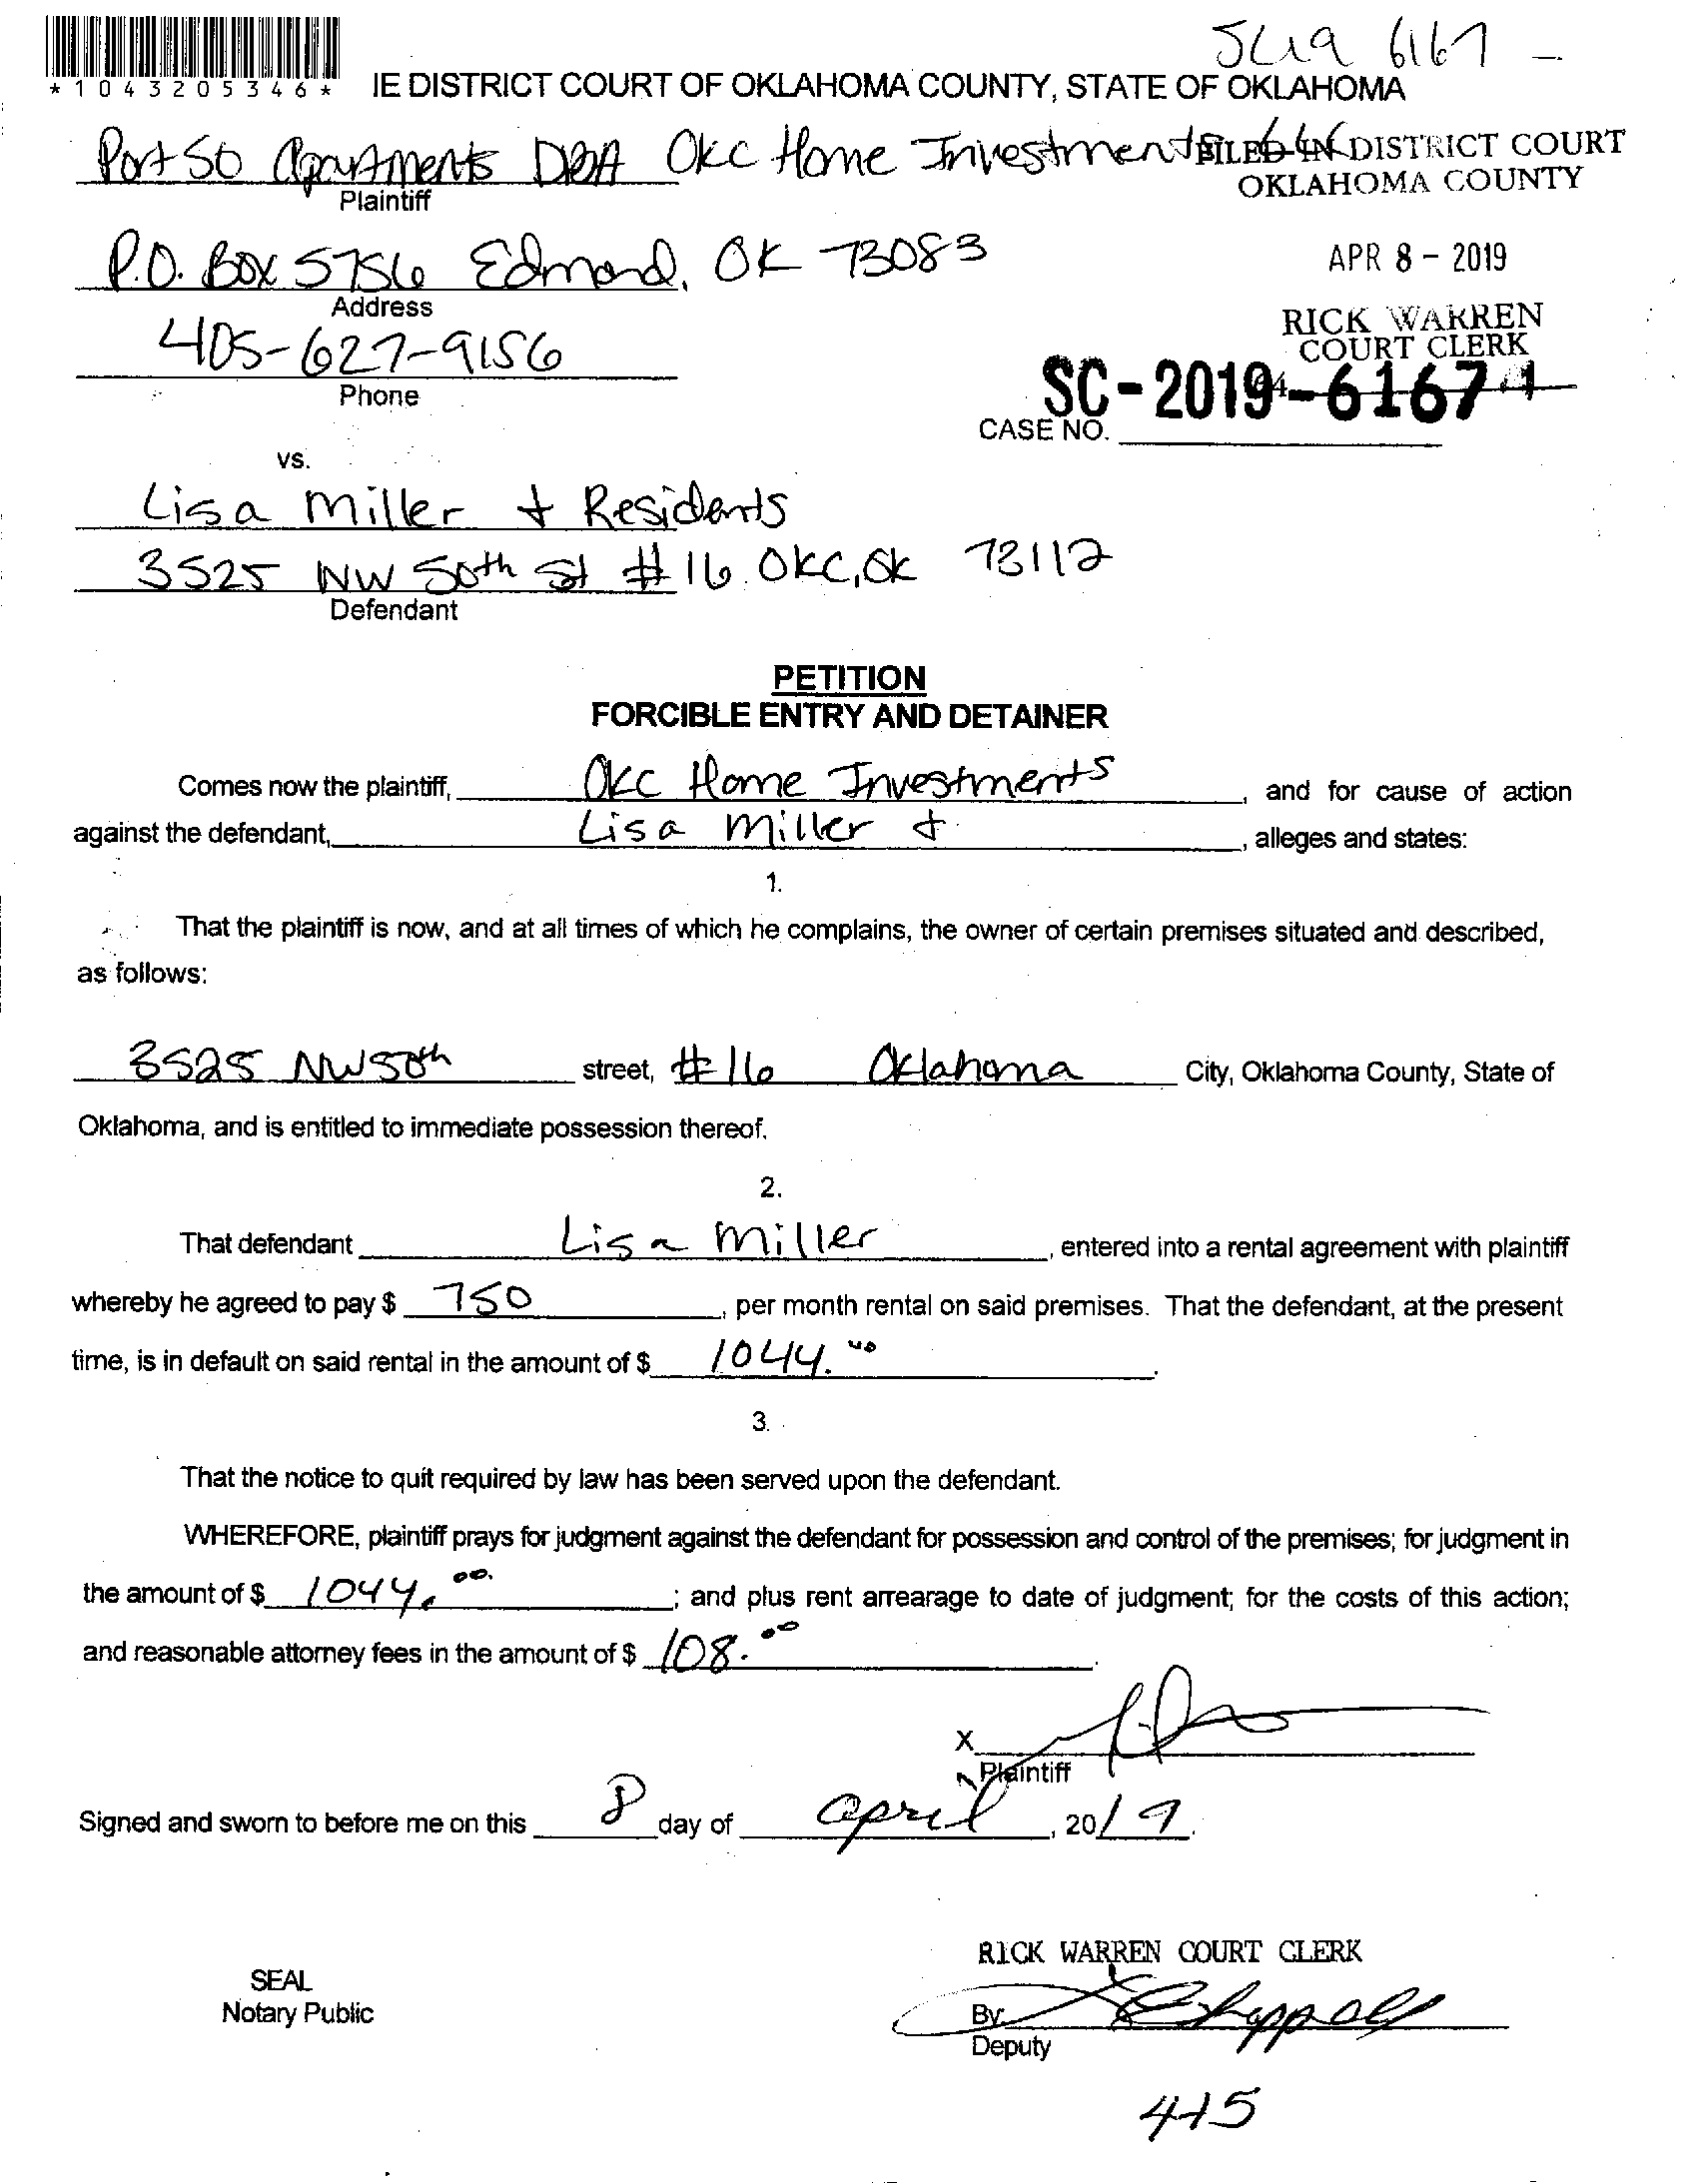 SC19 6167 -
*1043205346*
IE DISTRICT COURT OF OKLAHOMA COUNTY, STATE OF OKLAHOMA
Port 50 Apartments DBA OKC Home Investments
FILED IN DISTRICT COURT
OKLAHOMA COUNTY
Plaintiff
P.O. Box 5756 Edmond, OK 73083
APR 8 - 2019
Address
RICK WARREN
COURT CLERK
405-627-9156
Phone
SC-2019-6167
CASE NO.
vs.
Lisa Miller + Residents
3525 NW 50th St #16 OKC, OK 73112
Defendant
PETITION
FORCIBLE ENTRY AND DETAINER
Comes now the plaintiff, OKC Home Investments, and for cause of action
against the defendant, Lisa Miller +, alleges and states:
1.
That the plaintiff is now, and at all times of which he complains, the owner of certain premises situated and described,
as follows:
3525 NW 50th street, #16 Oklahoma City, Oklahoma County, State of
Oklahoma, and is entitled to immediate possession thereof.
2.
That defendant Lisa Miller, entered into a rental agreement with plaintiff
whereby he agreed to pay $ 750, per month rental on said premises. That the defendant, at the present
time, is in default on said rental in the amount of $ 1044.00.
3.
That the notice to quit required by law has been served upon the defendant.
WHEREFORE, plaintiff prays for judgment against the defendant for possession and control of the premises; for judgment in
the amount of $ 1044.00; and plus rent arrearage to date of judgment; for the costs of this action;
and reasonable attorney fees in the amount of $ 108.00.
X
Plaintiff
Signed and sworn to before me on this 8 day of april, 2019.
RICK WARREN COURT CLERK
SEAL
Notary Public
By: Chappell
Deputy
415